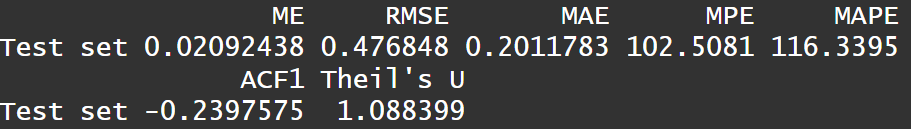 ME RMSE MAE MPE MAPE
Test set 0.02092438 0.476848 0.2011783 102.5081 116.3395
ACF1 Theil's U
Test set -0.2397575 1.088399